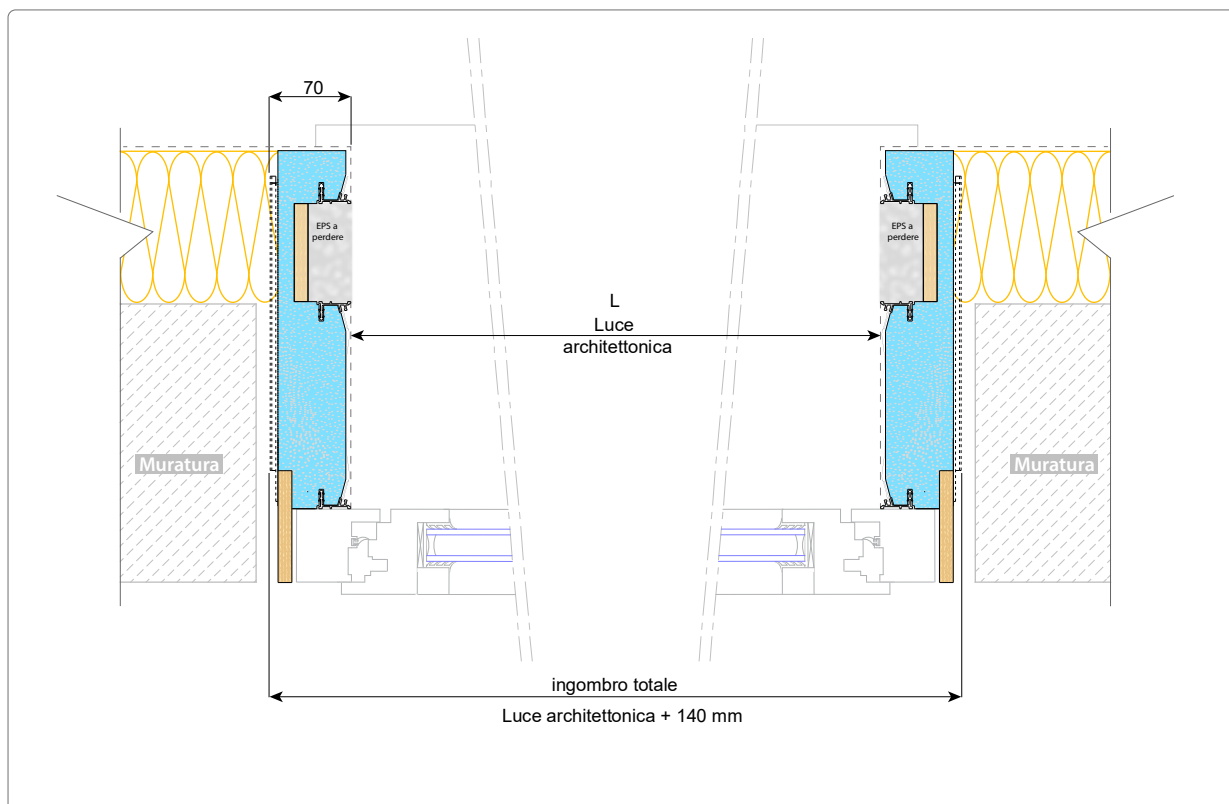 70
EPS a
perdere
EPS a
perdere
L
Luce
architettonica
Muratura
Muratura
ingombro totale
Luce architettonica + 140 mm